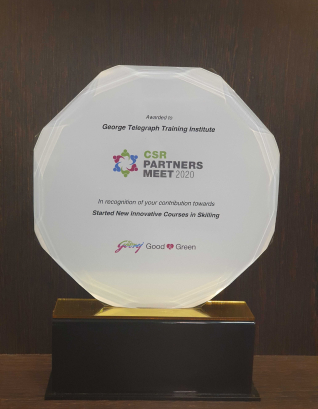 Awarded to
George Telegraph Training Institute
CSR
PARTNERS
MEET 2020
In recognition of your contribution towards
Started New Innovative Courses in Skilling
Godrej Good & Green